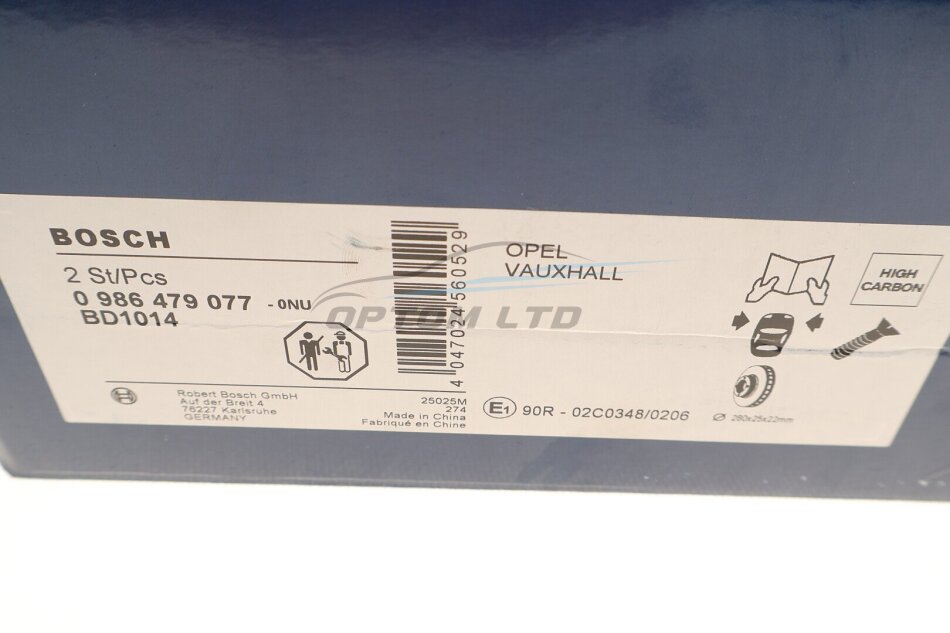 BOSCH
2 St/Pcs
0 986 479 077 - 0NU
BD1014
4 047024 560529
OPEL
VAUXHALL
HIGH
CARBON
OPTOM LTD
Robert Bosch GmbH
Auf der Breit 4
76227 Karlsruhe
GERMANY
25025M
274
Made in China
Fabriqué en Chine
E1 90R - 02C0348/0206
Ø 280x25x22mm